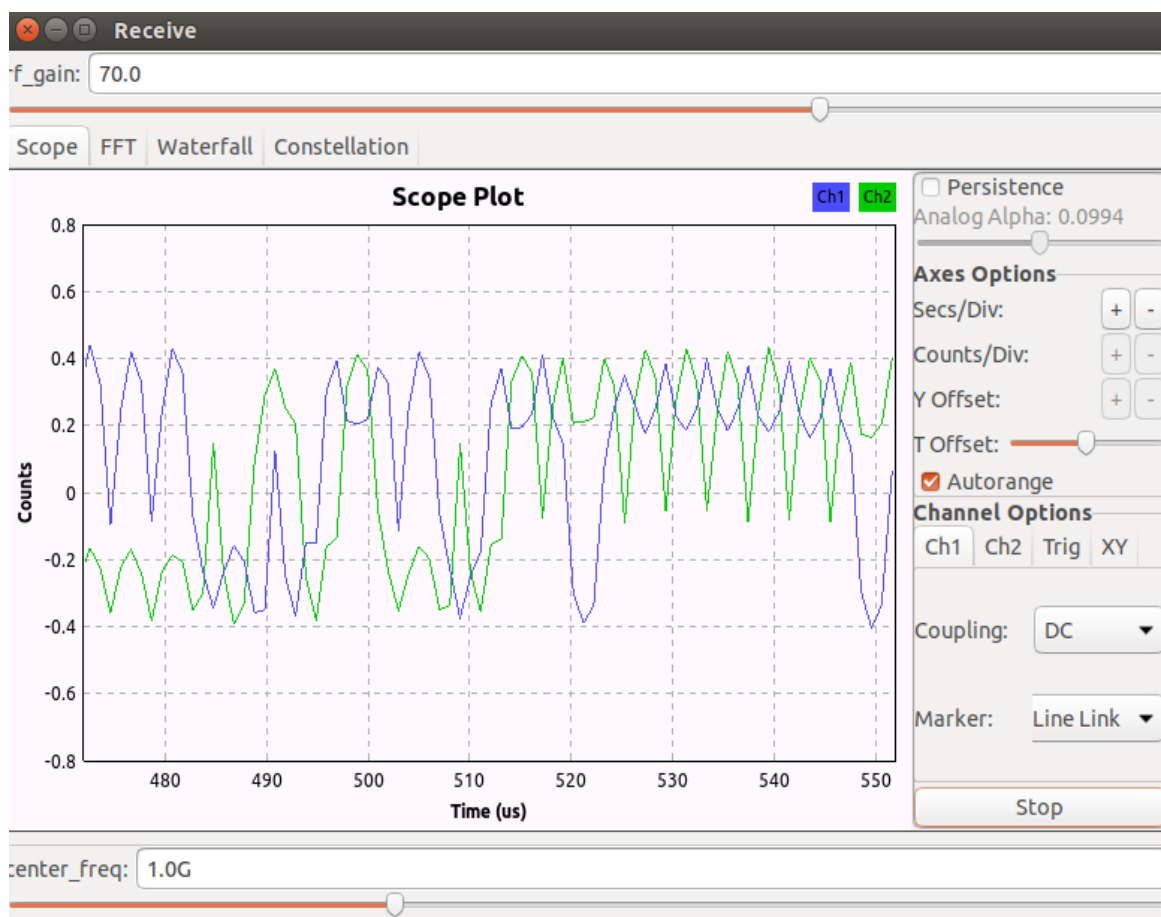 Receive
rf_gain: 70.0
Scope FFT Waterfall Constellation
Scope Plot
Ch1 Ch2
0.8
0.6
0.4
0.2
0
-0.2
-0.4
-0.6
-0.8
Counts
480 490 500 510 520 530 540 550
Time (us)
Persistence
Analog Alpha: 0.0994
Axes Options
Secs/Div: + -
Counts/Div: + -
Y Offset: + -
T Offset:
Autorange
Channel Options
Ch1 Ch2 Trig XY
Coupling: DC
Marker: Line Link
Stop
center_freq: 1.0G